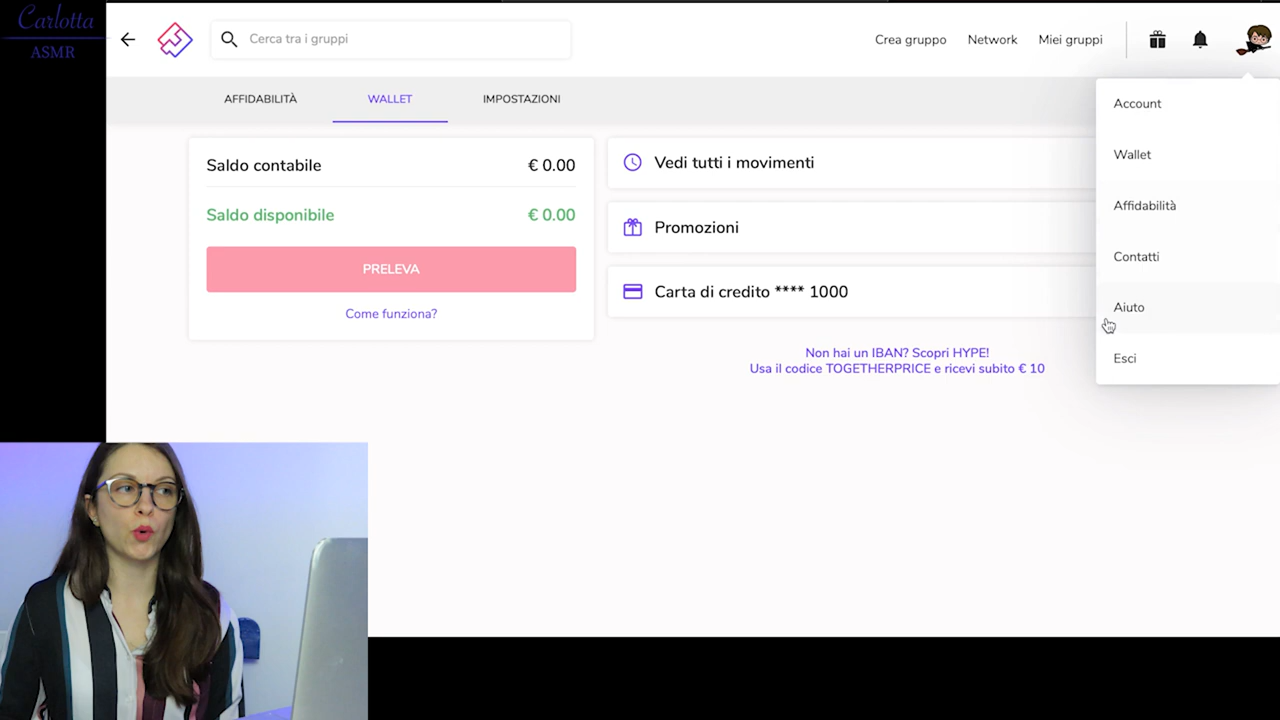 Carlotta
ASMR
Cerca tra i gruppi
Crea gruppo
Network
Miei gruppi
AFFIDABILITÀ
WALLET
IMPOSTAZIONI
Saldo contabile
€ 0.00
Saldo disponibile
€ 0.00
PRELEVA
Come funziona?
Vedi tutti i movimenti
Promozioni
Carta di credito **** 1000
Non hai un IBAN? Scopri HYPE!
Usa il codice TOGETHERPRICE e ricevi subito € 10
Account
Wallet
Affidabilità
Contatti
Aiuto
Esci